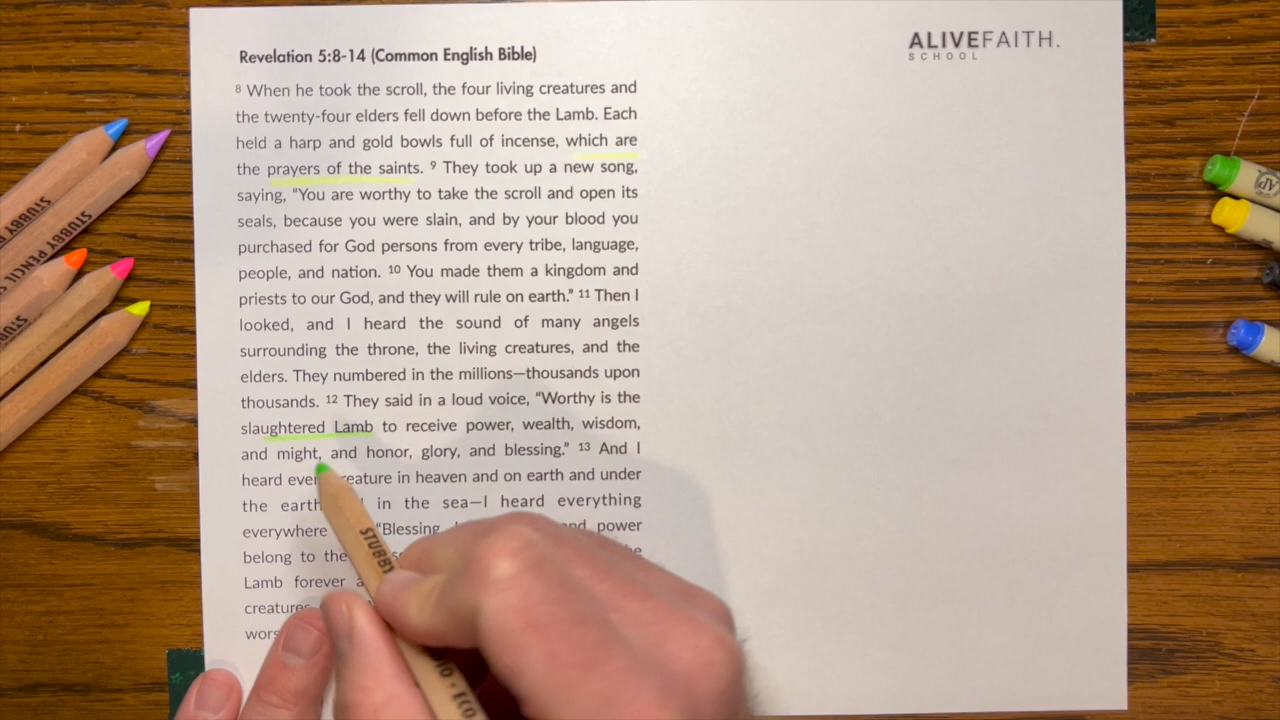 Revelation 5:8-14 (Common English Bible)
ALIVEFAITH.
SCHOOL
8 When he took the scroll, the four living creatures and
the twenty-four elders fell down before the Lamb. Each
held a harp and gold bowls full of incense, which are
the prayers of the saints. 9 They took up a new song,
saying, “You are worthy to take the scroll and open its
seals, because you were slain, and by your blood you
purchased for God persons from every tribe, language,
people, and nation. 10 You made them a kingdom and
priests to our God, and they will rule on earth.” 11 Then I
looked, and I heard the sound of many angels
surrounding the throne, the living creatures, and the
elders. They numbered in the millions—thousands upon
thousands. 12 They said in a loud voice, “Worthy is the
slaughtered Lamb to receive power, wealth, wisdom,
and might, and honor, glory, and blessing.” 13 And I
heard creature in heaven and on earth and under
the earth in the sea—I heard everything
everywhere “Blessing, power
belong to the
Lamb forever
creatures
STUBBY
STUBBY PENCIL
STUBBY
STUBBY
ECO
AP